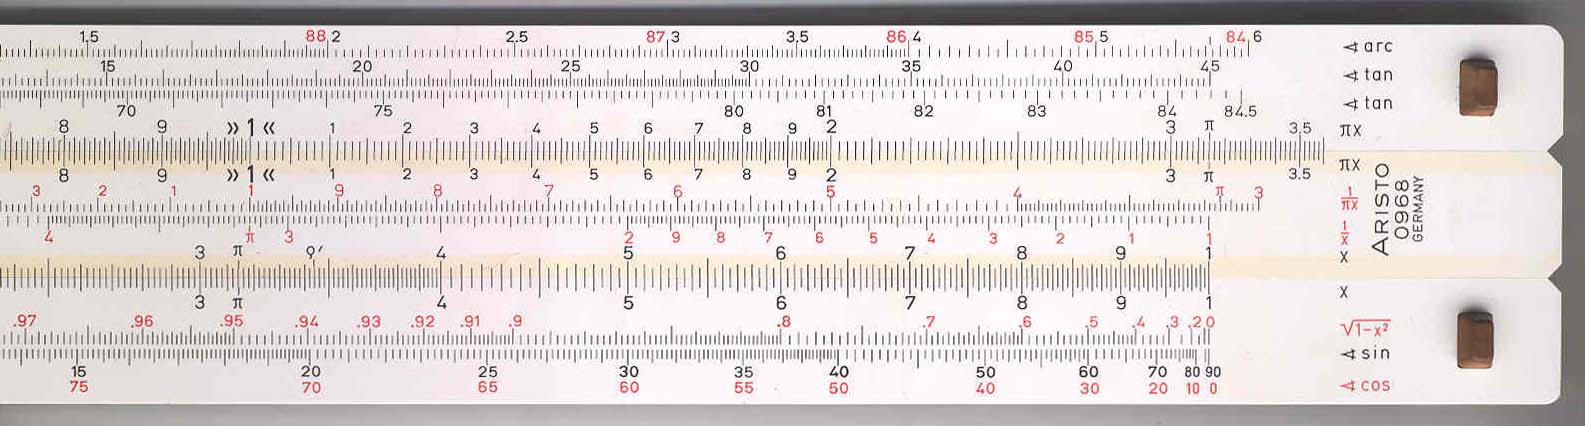 1,5 88 2 2.5 87 3 3,5 86 4 85 5 84 6 ∢ arc
15 20 25 30 35 40 45 ∢ tan
70 75 80 81 82 83 84 84.5 ∢ tan
8 9 » 1 « 1 2 3 4 5 6 7 8 9 2 3 π 3.5 πx
8 9 » 1 « 1 2 3 4 5 6 7 8 9 2 3 π 3.5 πx
3 2 1 1 9 8 7 6 5 4 π 3 1/πx
4 π 3 2 9 8 7 6 5 4 3 2 1 1 1/x
3 π ϱ′ 4 5 6 7 8 9 1 x
3 π 4 5 6 7 8 9 1 x
.97 .96 .95 .94 .93 .92 .91 .9 .8 .7 .6 .5 .4 .3 .2 0 √1-x²
∢ sin
15 20 25 30 35 40 50 60 70 80 90
75 70 65 60 55 50 40 30 20 10 0 ∢ cos
ARISTO
0968
GERMANY